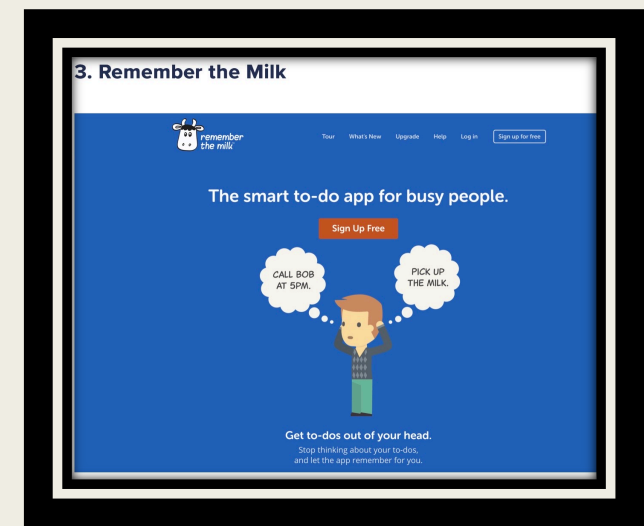 3. Remember the Milk
remember
the milk
Tour What's New Upgrade Help Log in Sign up for free
The smart to-do app for busy people.
Sign Up Free
CALL BOB
AT 5PM.
PICK UP
THE MILK.
Get to-dos out of your head.
Stop thinking about your to-dos,
and let the app remember for you.